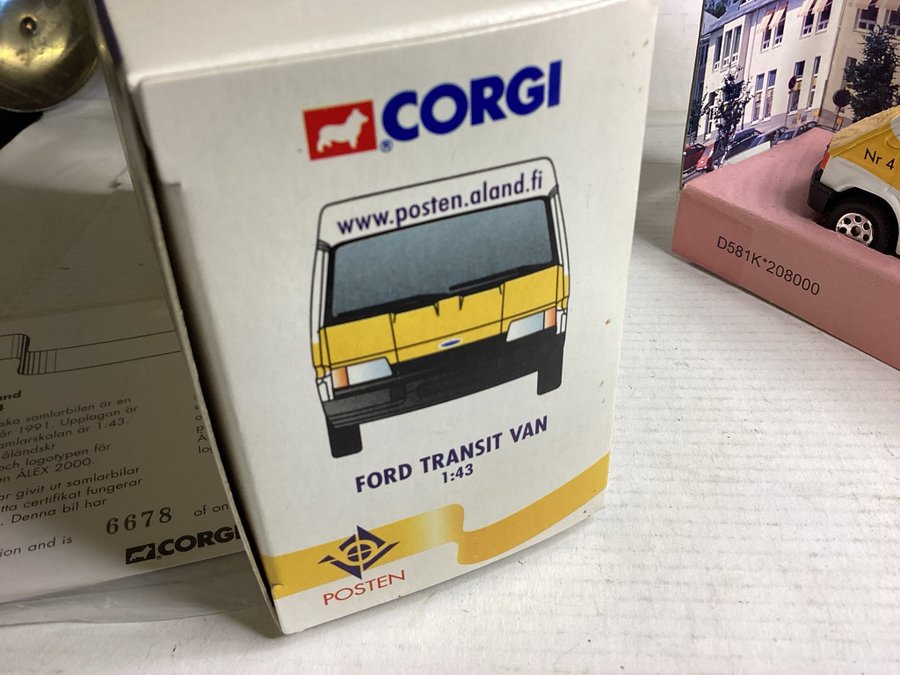 CORGI
®
www.posten.aland.fi
FORD TRANSIT VAN
1:43
POSTEN
Nr 4
D581K*208000
ska samlarbilen är en
år 1991. Upplagan är
amlarskalan är 1:43.
åländskt
och logotypen för
en ÅLEX 2000.
ar givit ut samlarbilar
tta certifikat fungerar
Denna bil har
6678 of on
ion and is
CORGI